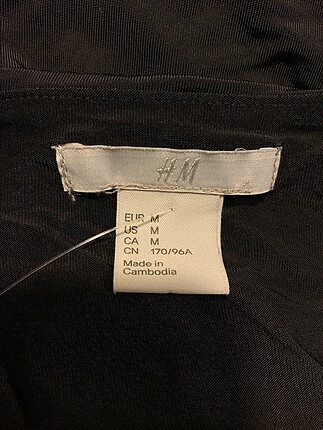 H&M
EUR M
US M
CA M
CN 170/96A
Made in
Cambodia